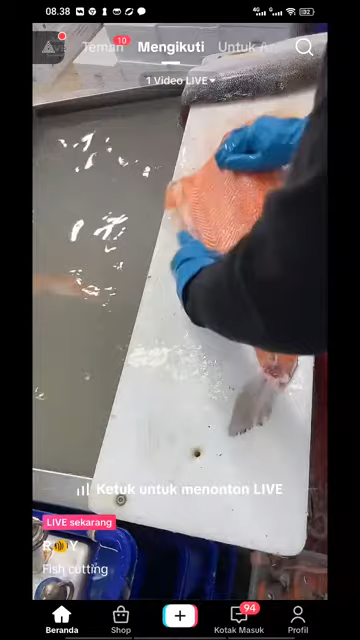 08.38
Teman 10
Mengikuti
Untuk
1 Video LIVE
Ketuk untuk menonton LIVE
LIVE sekarang
Fish cutting
Beranda
Shop
94
Kotak Masuk
Profil